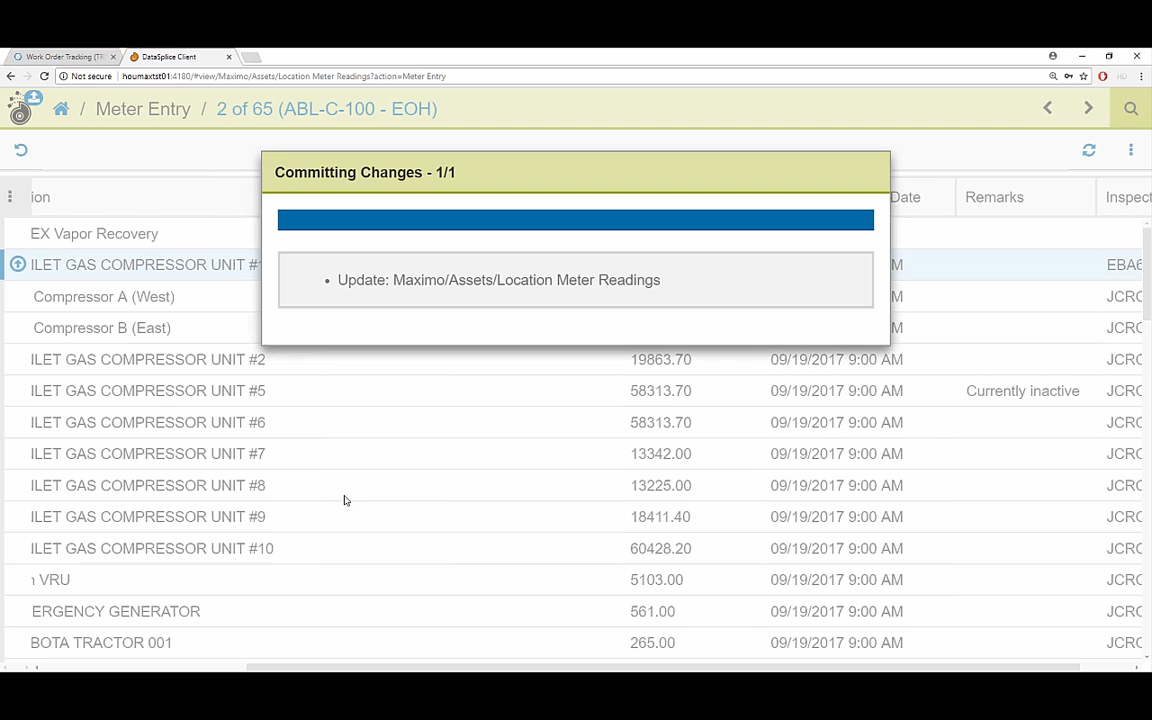 Work Order Tracking (TR
DataSplice Client
Not secure houmaxtst01:4180/#view/Maximo/Assets/Location Meter Readings?action=Meter Entry
/ Meter Entry / 2 of 65 (ABL-C-100 - EOH)
Committing Changes - 1/1
• Update: Maximo/Assets/Location Meter Readings
ion Date Remarks Inspect
EX Vapor Recovery
ILET GAS COMPRESSOR UNIT #1 M EBA6
Compressor A (West) M JCRC
Compressor B (East) M JCRC
ILET GAS COMPRESSOR UNIT #2 19863.70 09/19/2017 9:00 AM JCRC
ILET GAS COMPRESSOR UNIT #5 58313.70 09/19/2017 9:00 AM Currently inactive JCRC
ILET GAS COMPRESSOR UNIT #6 58313.70 09/19/2017 9:00 AM JCRC
ILET GAS COMPRESSOR UNIT #7 13342.00 09/19/2017 9:00 AM JCRC
ILET GAS COMPRESSOR UNIT #8 13225.00 09/19/2017 9:00 AM JCRC
ILET GAS COMPRESSOR UNIT #9 18411.40 09/19/2017 9:00 AM JCRC
ILET GAS COMPRESSOR UNIT #10 60428.20 09/19/2017 9:00 AM JCRC
VRU 5103.00 09/19/2017 9:00 AM JCRC
ERGENCY GENERATOR 561.00 09/19/2017 9:00 AM JCRC
BOTA TRACTOR 001 265.00 09/19/2017 9:00 AM JCRC